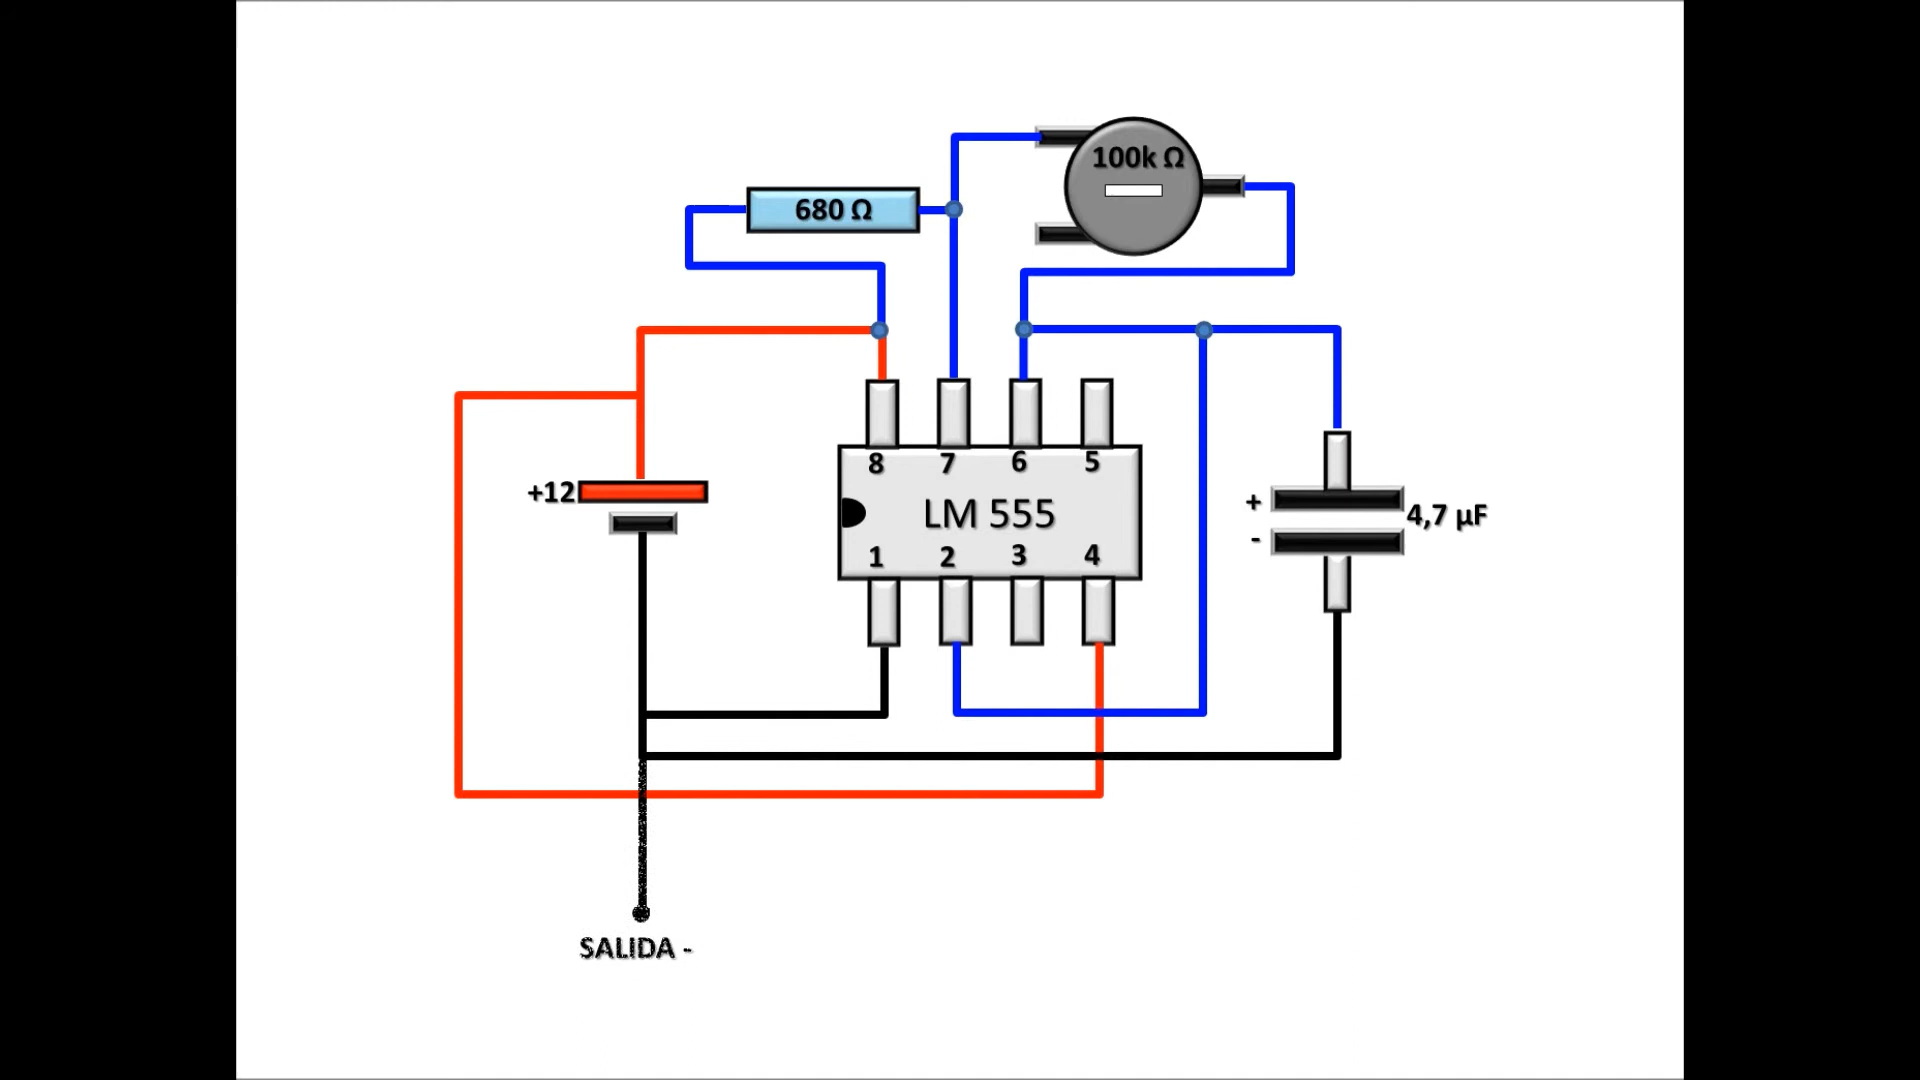 100k Ω
680 Ω
8 7 6 5
+12
LM 555
+
4,7 µF
-
1 2 3 4
SALIDA -